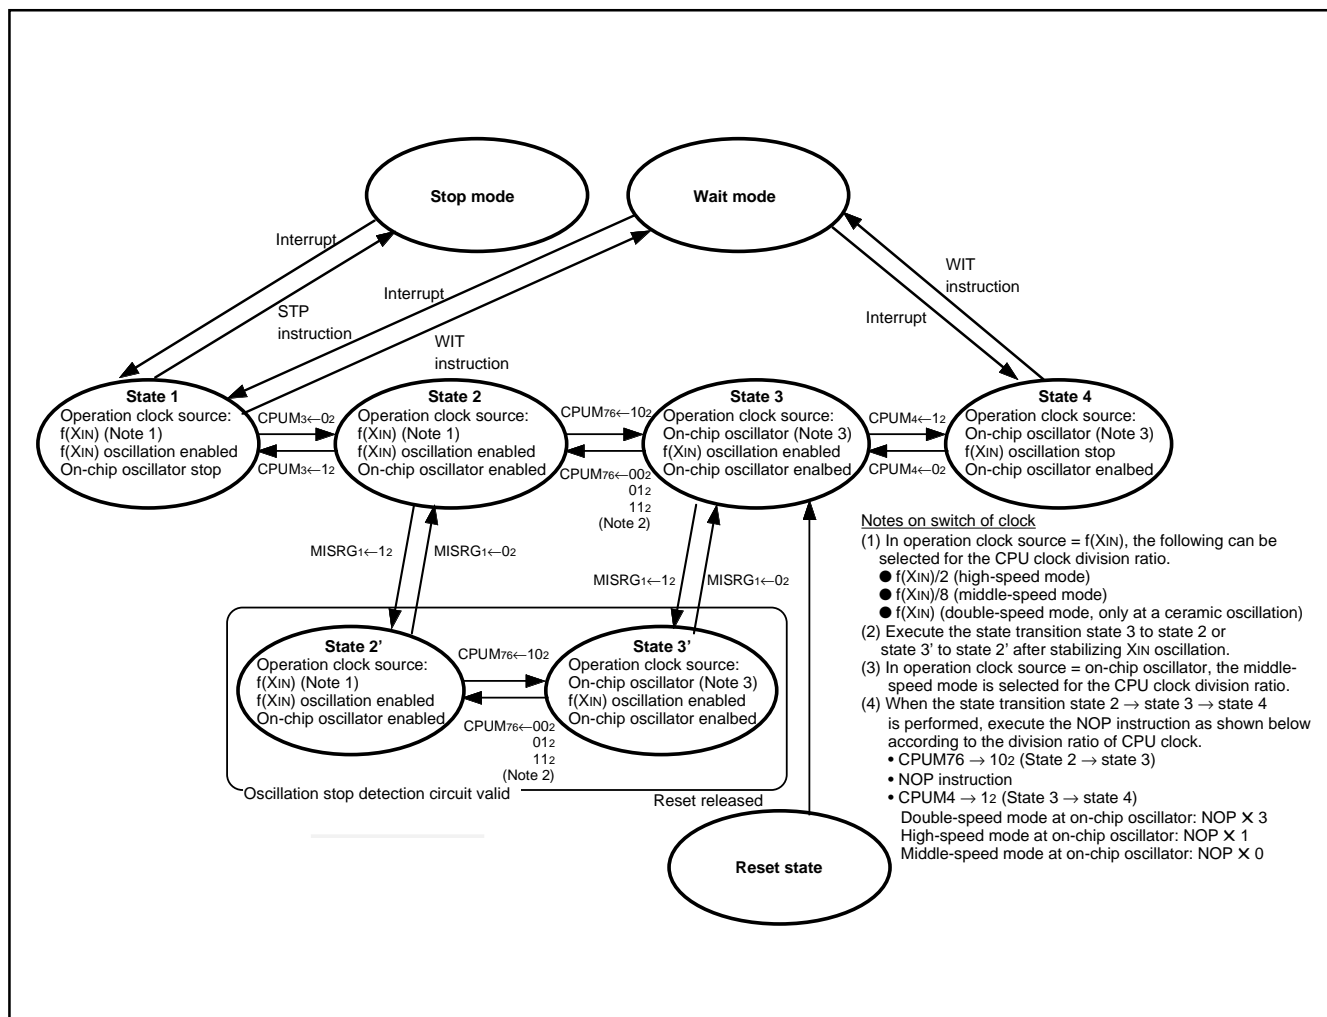 Stop mode
Wait mode
Interrupt
STP
instruction
Interrupt
WIT
instruction
WIT
instruction
Interrupt
State 1
Operation clock source:
f(XIN) (Note 1)
f(XIN) oscillation enabled
On-chip oscillator stop
CPUM3←02
CPUM3←12
State 2
Operation clock source:
f(XIN) (Note 1)
f(XIN) oscillation enabled
On-chip oscillator enabled
CPUM76←102
CPUM76←002
012
112
(Note 2)
State 3
Operation clock source:
On-chip oscillator (Note 3)
f(XIN) oscillation enabled
On-chip oscillator enalbed
CPUM4←12
CPUM4←02
State 4
Operation clock source:
On-chip oscillator (Note 3)
f(XIN) oscillation stop
On-chip oscillator enalbed
MISRG1←12
MISRG1←02
MISRG1←12
MISRG1←02
State 2’
Operation clock source:
f(XIN) (Note 1)
f(XIN) oscillation enabled
On-chip oscillator enabled
CPUM76←102
CPUM76←002
012
112
(Note 2)
State 3’
Operation clock source:
On-chip oscillator (Note 3)
f(XIN) oscillation enabled
On-chip oscillator enalbed
Oscillation stop detection circuit valid
Reset released
Reset state
Notes on switch of clock
(1) In operation clock source = f(XIN), the following can be
selected for the CPU clock division ratio.
● f(XIN)/2 (high-speed mode)
● f(XIN)/8 (middle-speed mode)
● f(XIN) (double-speed mode, only at a ceramic oscillation)
(2) Execute the state transition state 3 to state 2 or
state 3’ to state 2’ after stabilizing XIN oscillation.
(3) In operation clock source = on-chip oscillator, the middle-
speed mode is selected for the CPU clock division ratio.
(4) When the state transition state 2 → state 3 → state 4
is performed, execute the NOP instruction as shown below
according to the division ratio of CPU clock.
• CPUM76 → 102 (State 2 → state 3)
• NOP instruction
• CPUM4 → 12 (State 3 → state 4)
Double-speed mode at on-chip oscillator: NOP ✕ 3
High-speed mode at on-chip oscillator: NOP ✕ 1
Middle-speed mode at on-chip oscillator: NOP ✕ 0